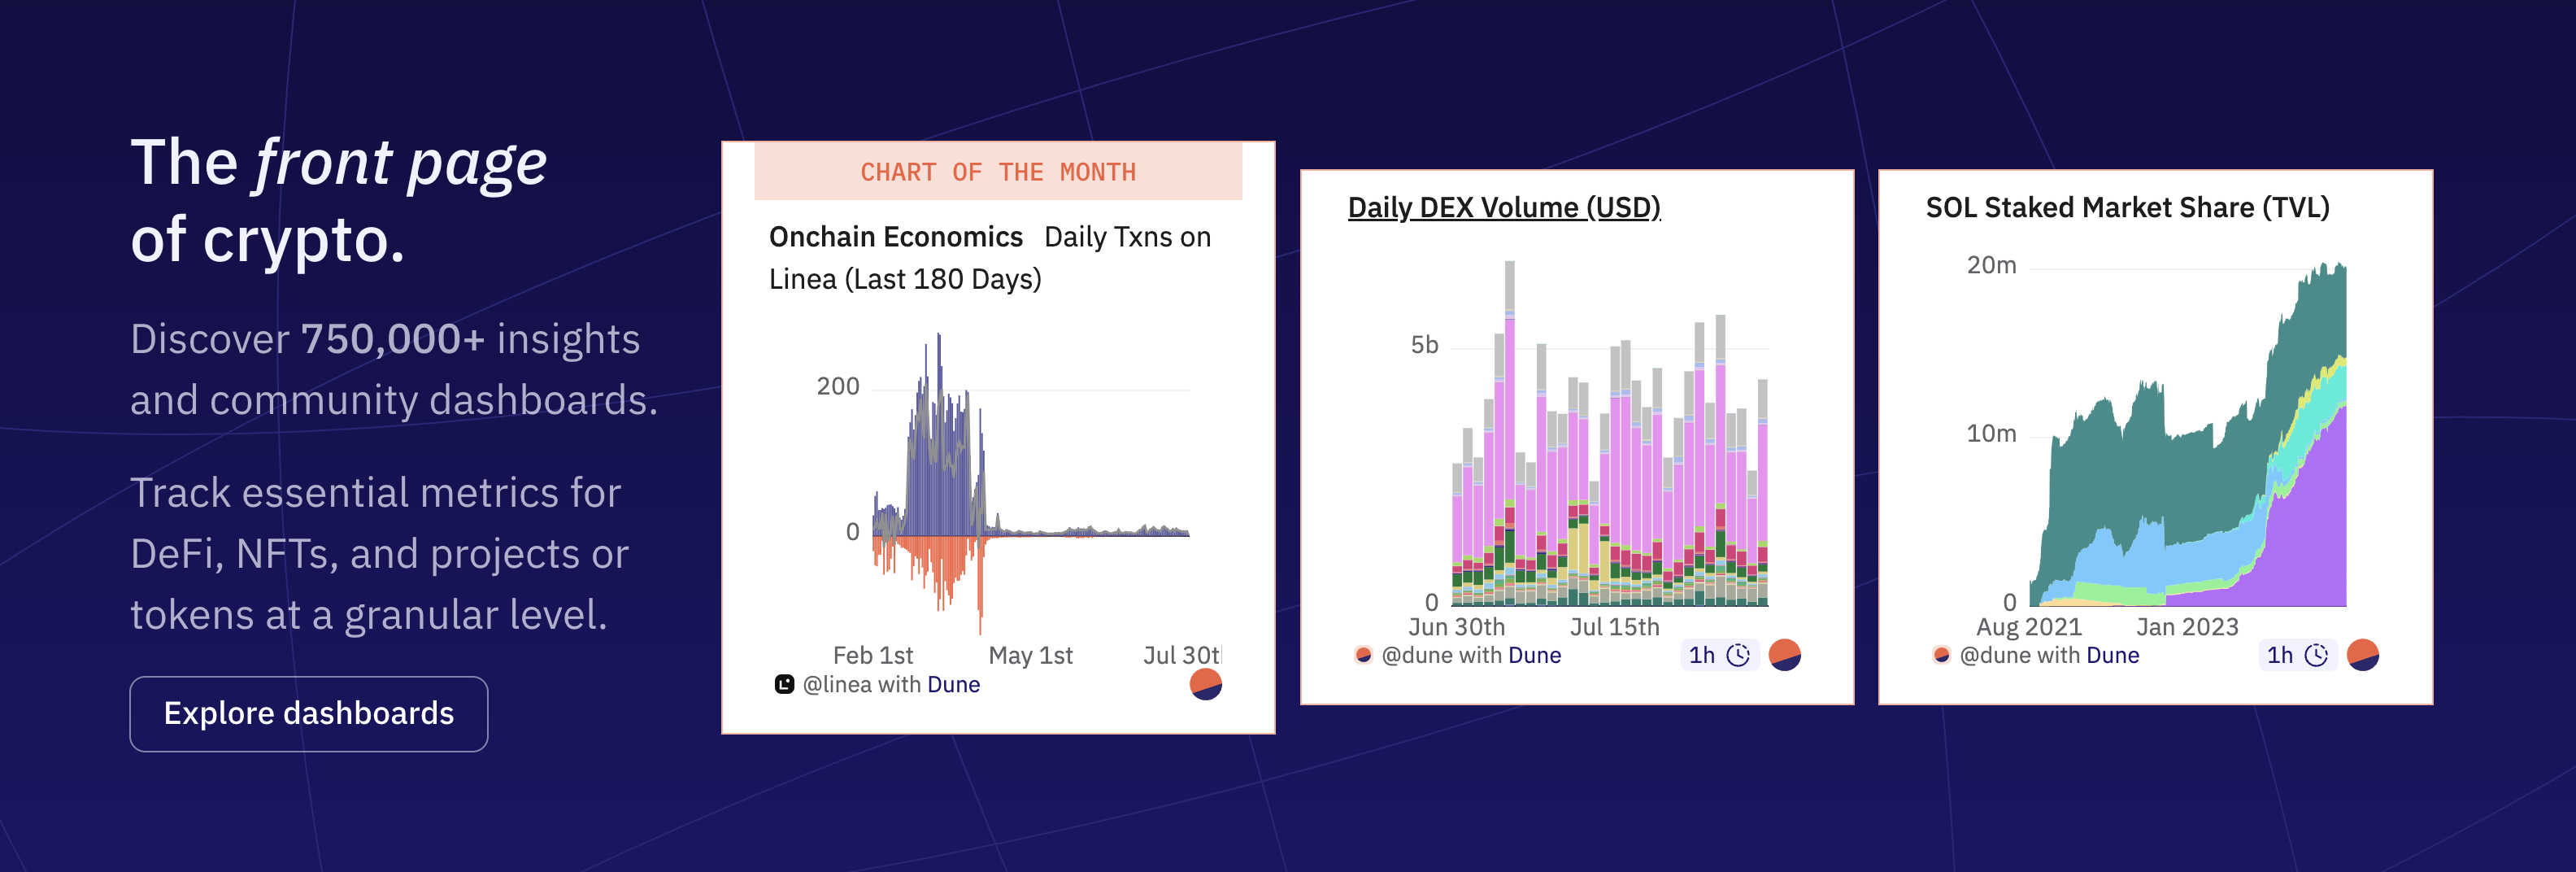 The front page
of crypto.
Discover 750,000+ insights
and community dashboards.
Track essential metrics for
DeFi, NFTs, and projects or
tokens at a granular level.
Explore dashboards
CHART OF THE MONTH
Onchain Economics Daily Txns on
Linea (Last 180 Days)
200
0
Feb 1st May 1st Jul 30t
@linea with Dune
Daily DEX Volume (USD)
5b
0
Jun 30th Jul 15th
@dune with Dune 1h
SOL Staked Market Share (TVL)
20m
10m
0
Aug 2021 Jan 2023
@dune with Dune 1h